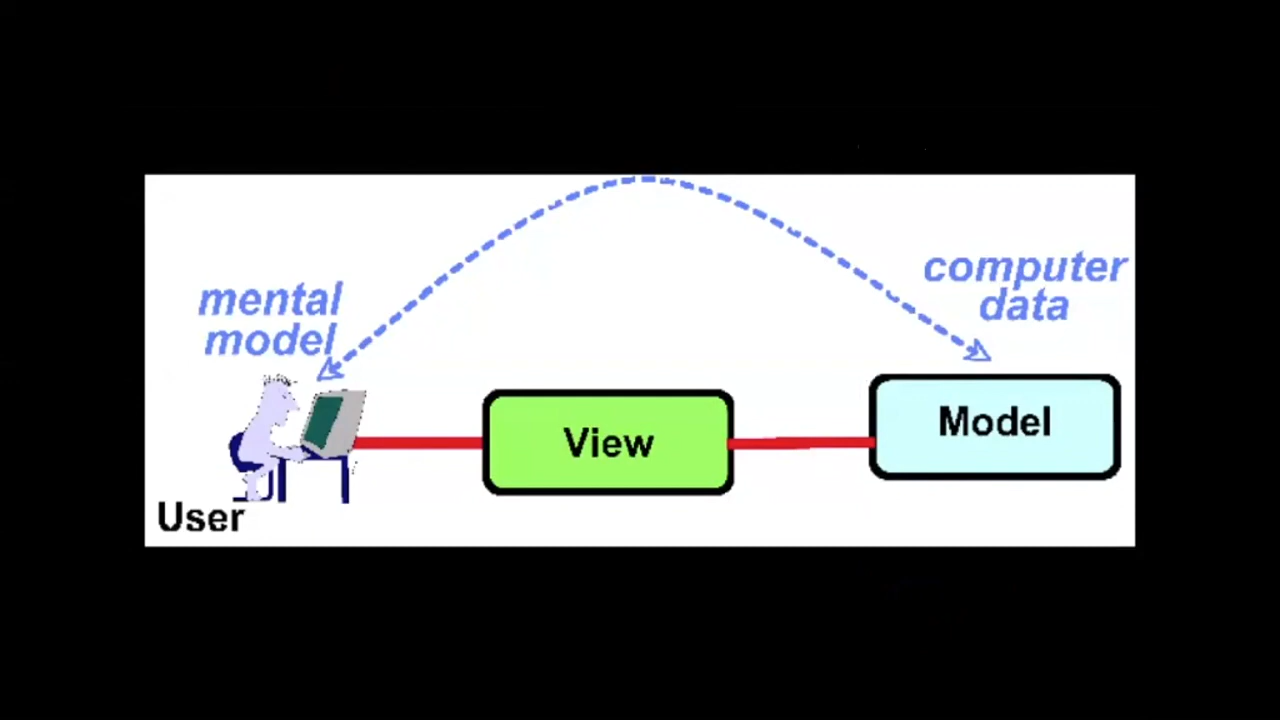 mental
model
computer
data
View
Model
User